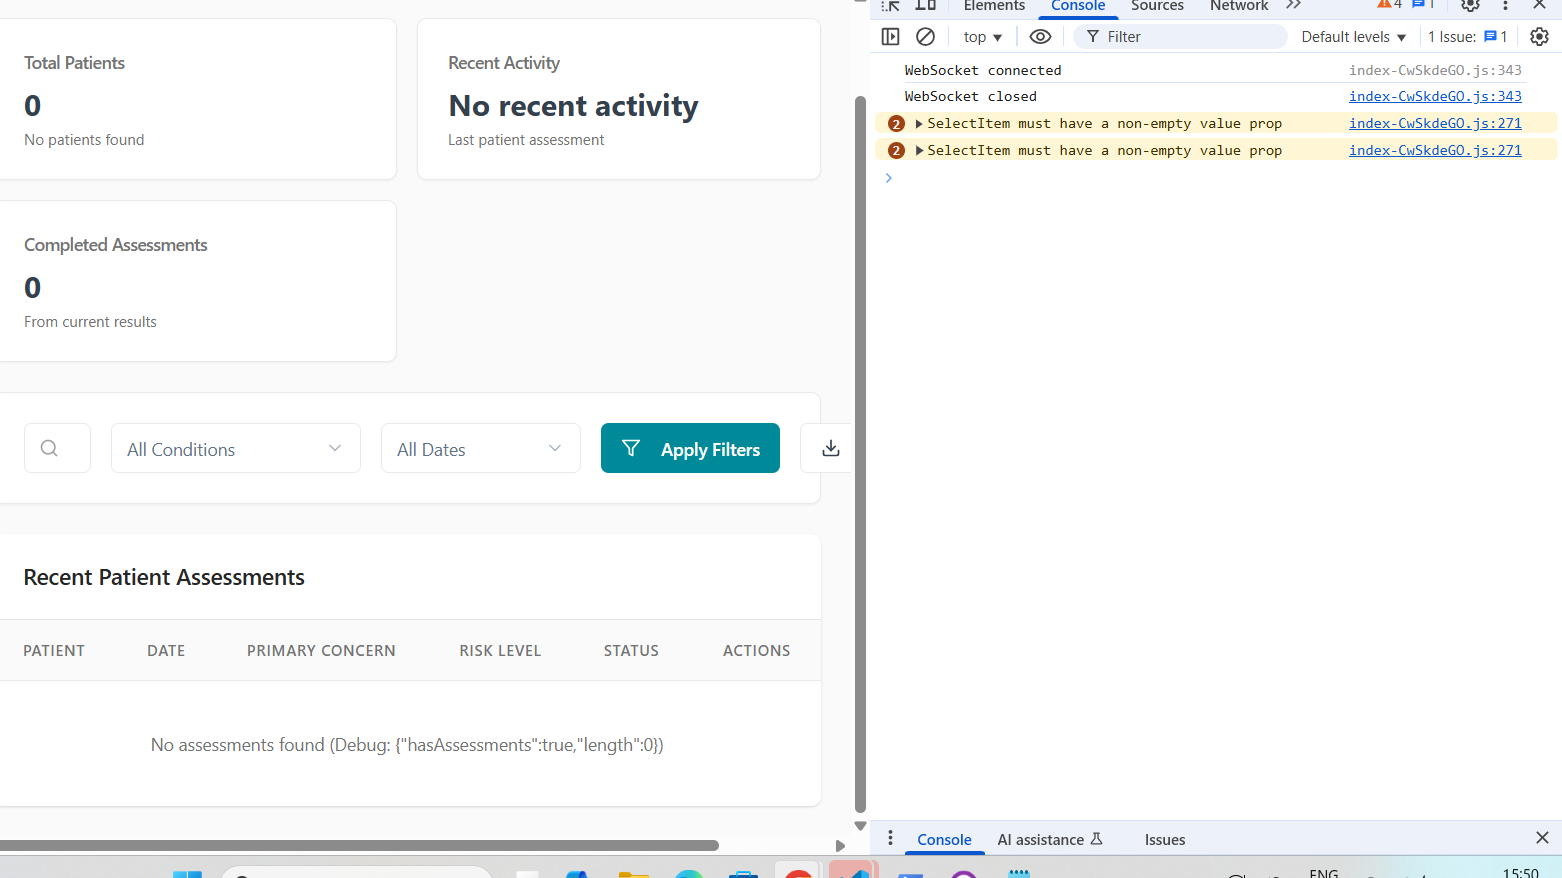 Total Patients
0
No patients found
Recent Activity
No recent activity
Last patient assessment
Completed Assessments
0
From current results
All Conditions
All Dates
Apply Filters
Recent Patient Assessments
PATIENT DATE PRIMARY CONCERN RISK LEVEL STATUS ACTIONS
No assessments found (Debug: {"hasAssessments":true,"length":0})
Elements Console Sources Network 4 1
top Filter Default levels 1 Issue: 1
WebSocket connected index-CwSkdeGO.js:343
WebSocket closed index-CwSkdeGO.js:343
2 SelectItem must have a non-empty value prop index-CwSkdeGO.js:271
2 SelectItem must have a non-empty value prop index-CwSkdeGO.js:271
Console AI assistance Issues
ENG 15:50